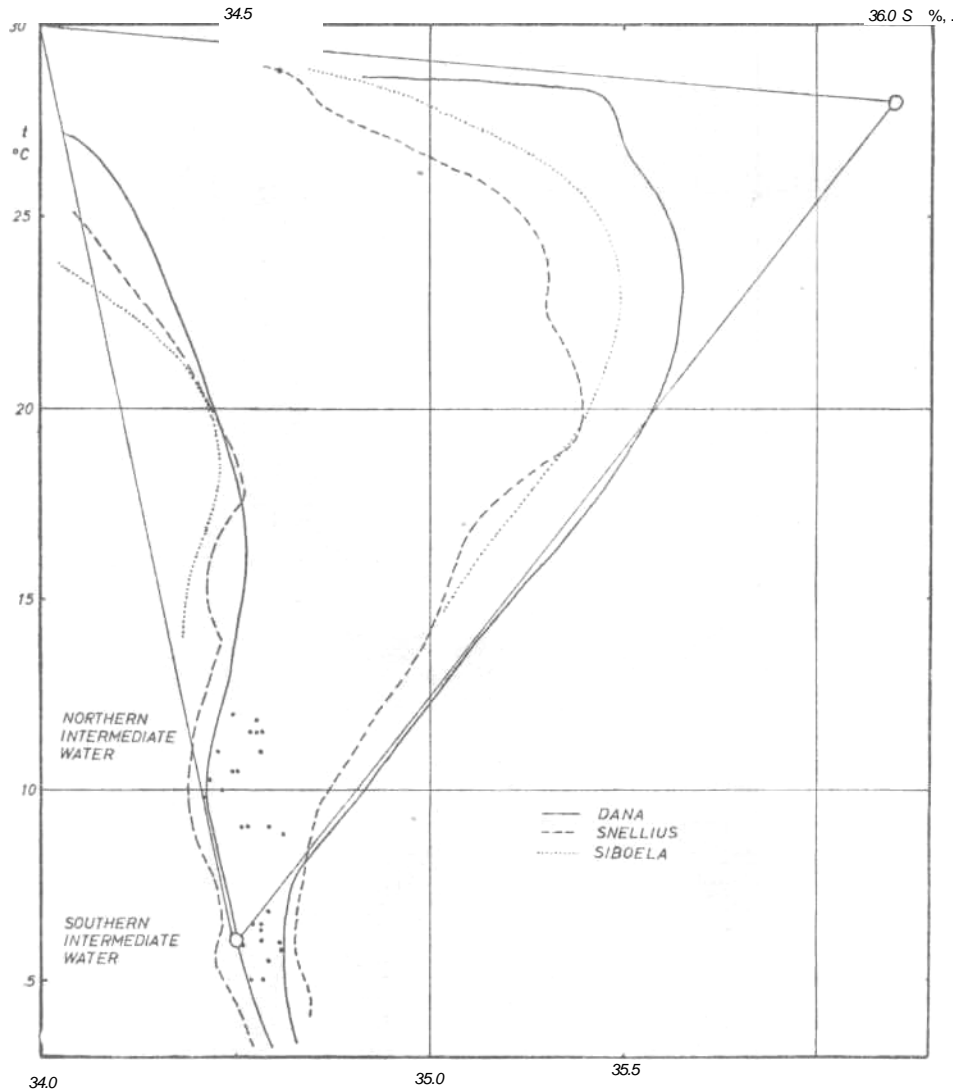 34.5
36.0 S %, .
30
t
°C
25
20
15
NORTHERN
INTERMEDIATE
WATER
10
DANA
SNELLIUS
SIBOELA
SOUTHERN
INTERMEDIATE
WATER
.5
34.0
35.0
35.5